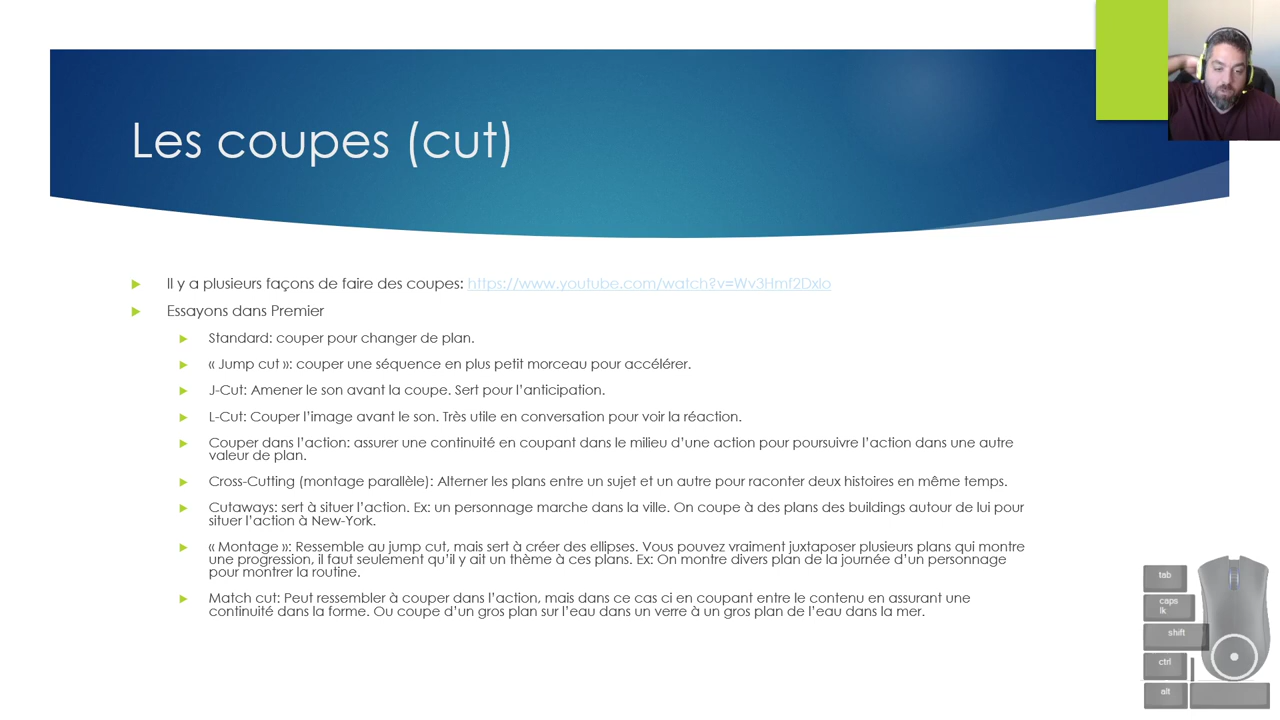 Les coupes (cut)
Il y a plusieurs façons de faire des coupes: https://www.youtube.com/watch?v=Wv3Hmf2DxIo
Essayons dans Premier
Standard: couper pour changer de plan.
« Jump cut »: couper une séquence en plus petit morceau pour accélérer.
J-Cut: Amener le son avant la coupe. Sert pour l'anticipation.
L-Cut: Couper l'image avant le son. Très utile en conversation pour voir la réaction.
Couper dans l'action: assurer une continuité en coupant dans le milieu d'une action pour poursuivre l'action dans une autre
valeur de plan.
Cross-Cutting (montage parallèle): Alterner les plans entre un sujet et un autre pour raconter deux histoires en même temps.
Cutaways: sert à situer l'action. Ex: un personnage marche dans la ville. On coupe à des plans des buildings autour de lui pour
situer l'action à New-York.
« Montage »: Ressemble au jump cut, mais sert à créer des ellipses. Vous pouvez vraiment juxtaposer plusieurs plans qui montre
une progression, il faut seulement qu'il y ait un thème à ces plans. Ex: On montre divers plan de la journée d'un personnage
pour montrer la routine.
Match cut: Peut ressembler à couper dans l'action, mais dans ce cas ci en coupant entre le contenu en assurant une
continuité dans la forme. Ou coupe d'un gros plan sur l'eau dans un verre à un gros plan de l'eau dans la mer.
tab
caps
lk
shift
ctrl
alt